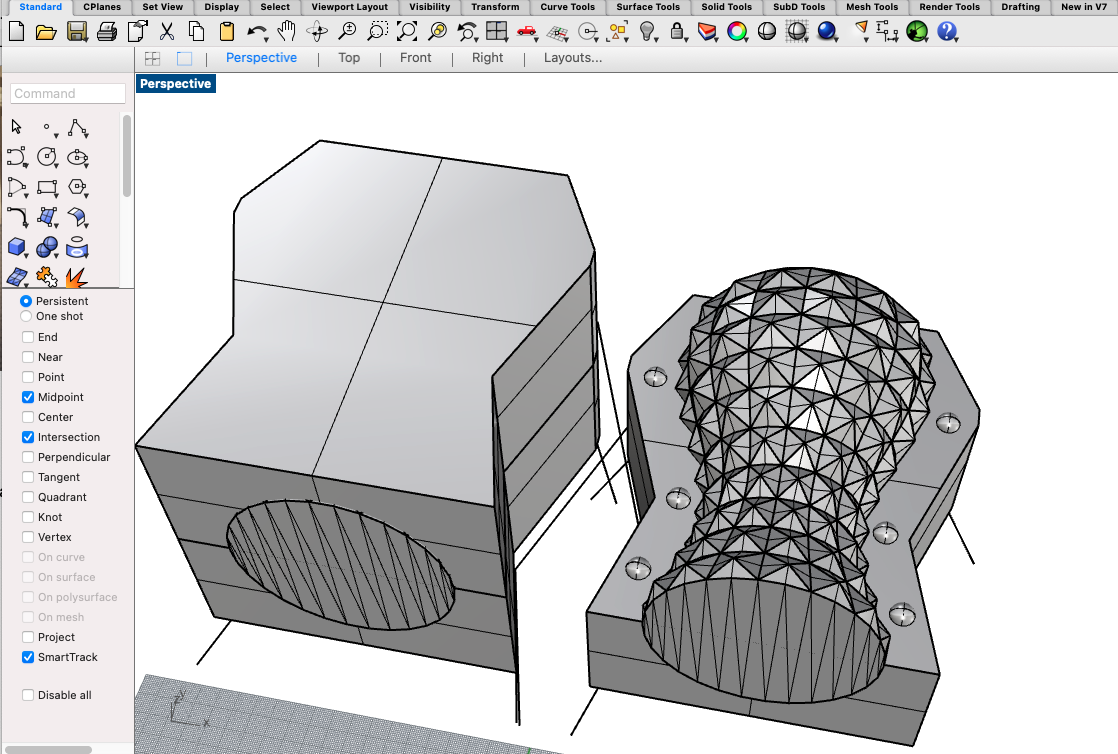 Standard CPlanes Set View Display Select Viewport Layout Visibility Transform Curve Tools Surface Tools Solid Tools SubD Tools Mesh Tools Render Tools Drafting New in V7
Perspective Top Front Right Layouts...
Perspective
Command
Persistent
One shot
End
Near
Point
Midpoint
Center
Intersection
Perpendicular
Tangent
Quadrant
Knot
Vertex
On curve
On surface
On polysurface
On mesh
Project
SmartTrack
Disable all
y
z
x